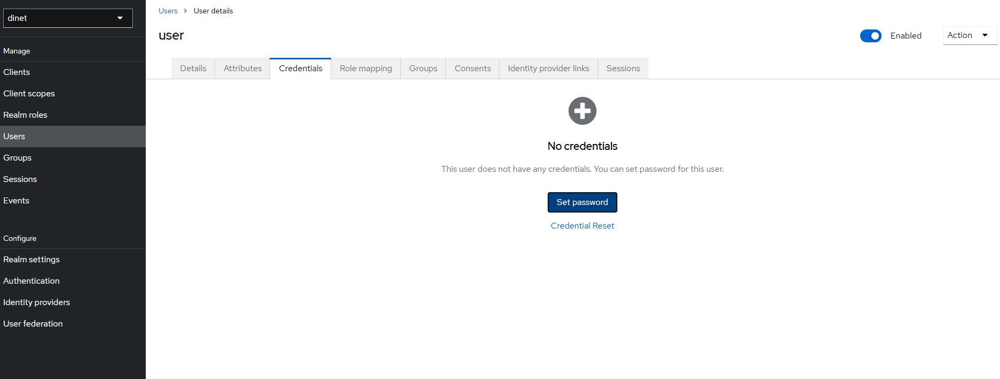 dinet
Manage
Clients
Client scopes
Realm roles
Users
Groups
Sessions
Events
Configure
Realm settings
Authentication
Identity providers
User federation
Users User details
user
Enabled
Action
Details Attributes Credentials Role mapping Groups Consents Identity provider links Sessions
No credentials
This user does not have any credentials. You can set password for this user.
Set password
Credential Reset